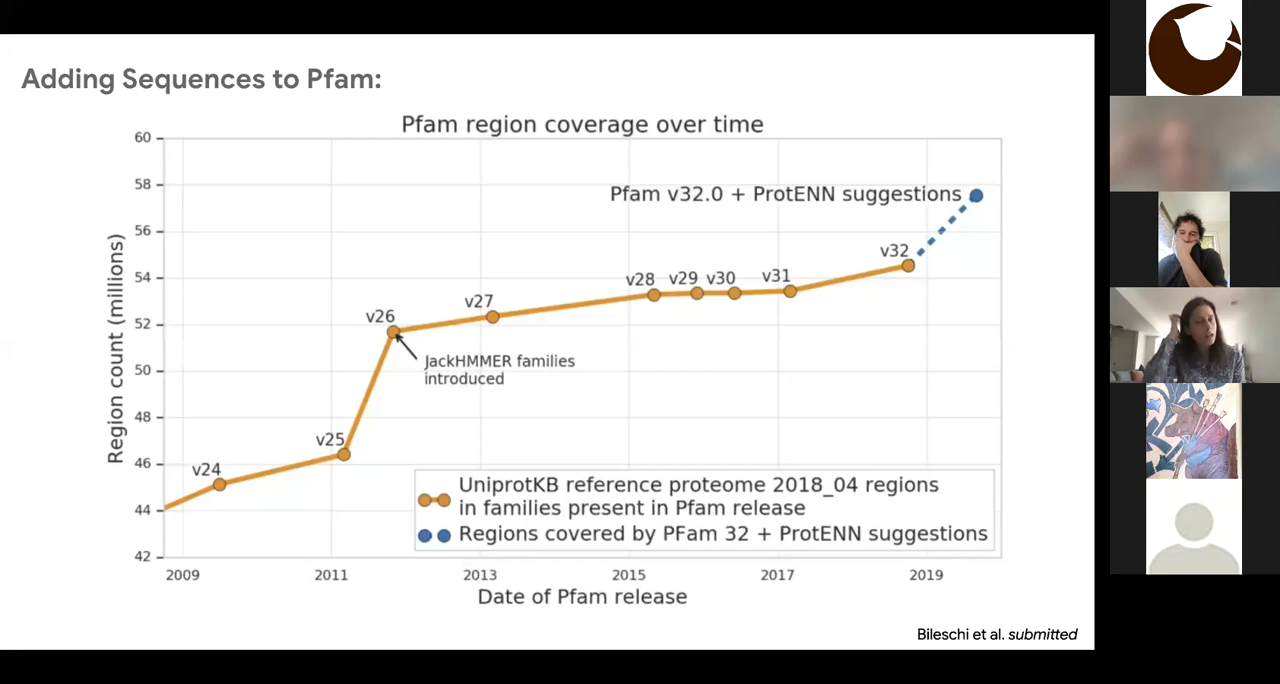 Adding Sequences to Pfam:
Pfam region coverage over time
60
58
56
54
52
50
48
46
44
42
Region count (millions)
Pfam v32.0 + ProtENN suggestions
v32
v28
v29
v30
v31
v27
v26
JackHMMER families
introduced
v25
v24
UniprotKB reference proteome 2018_04 regions
in families present in Pfam release
Regions covered by PFam 32 + ProtENN suggestions
2009
2011
2013
2015
2017
2019
Date of Pfam release
Bileschi et al. submitted